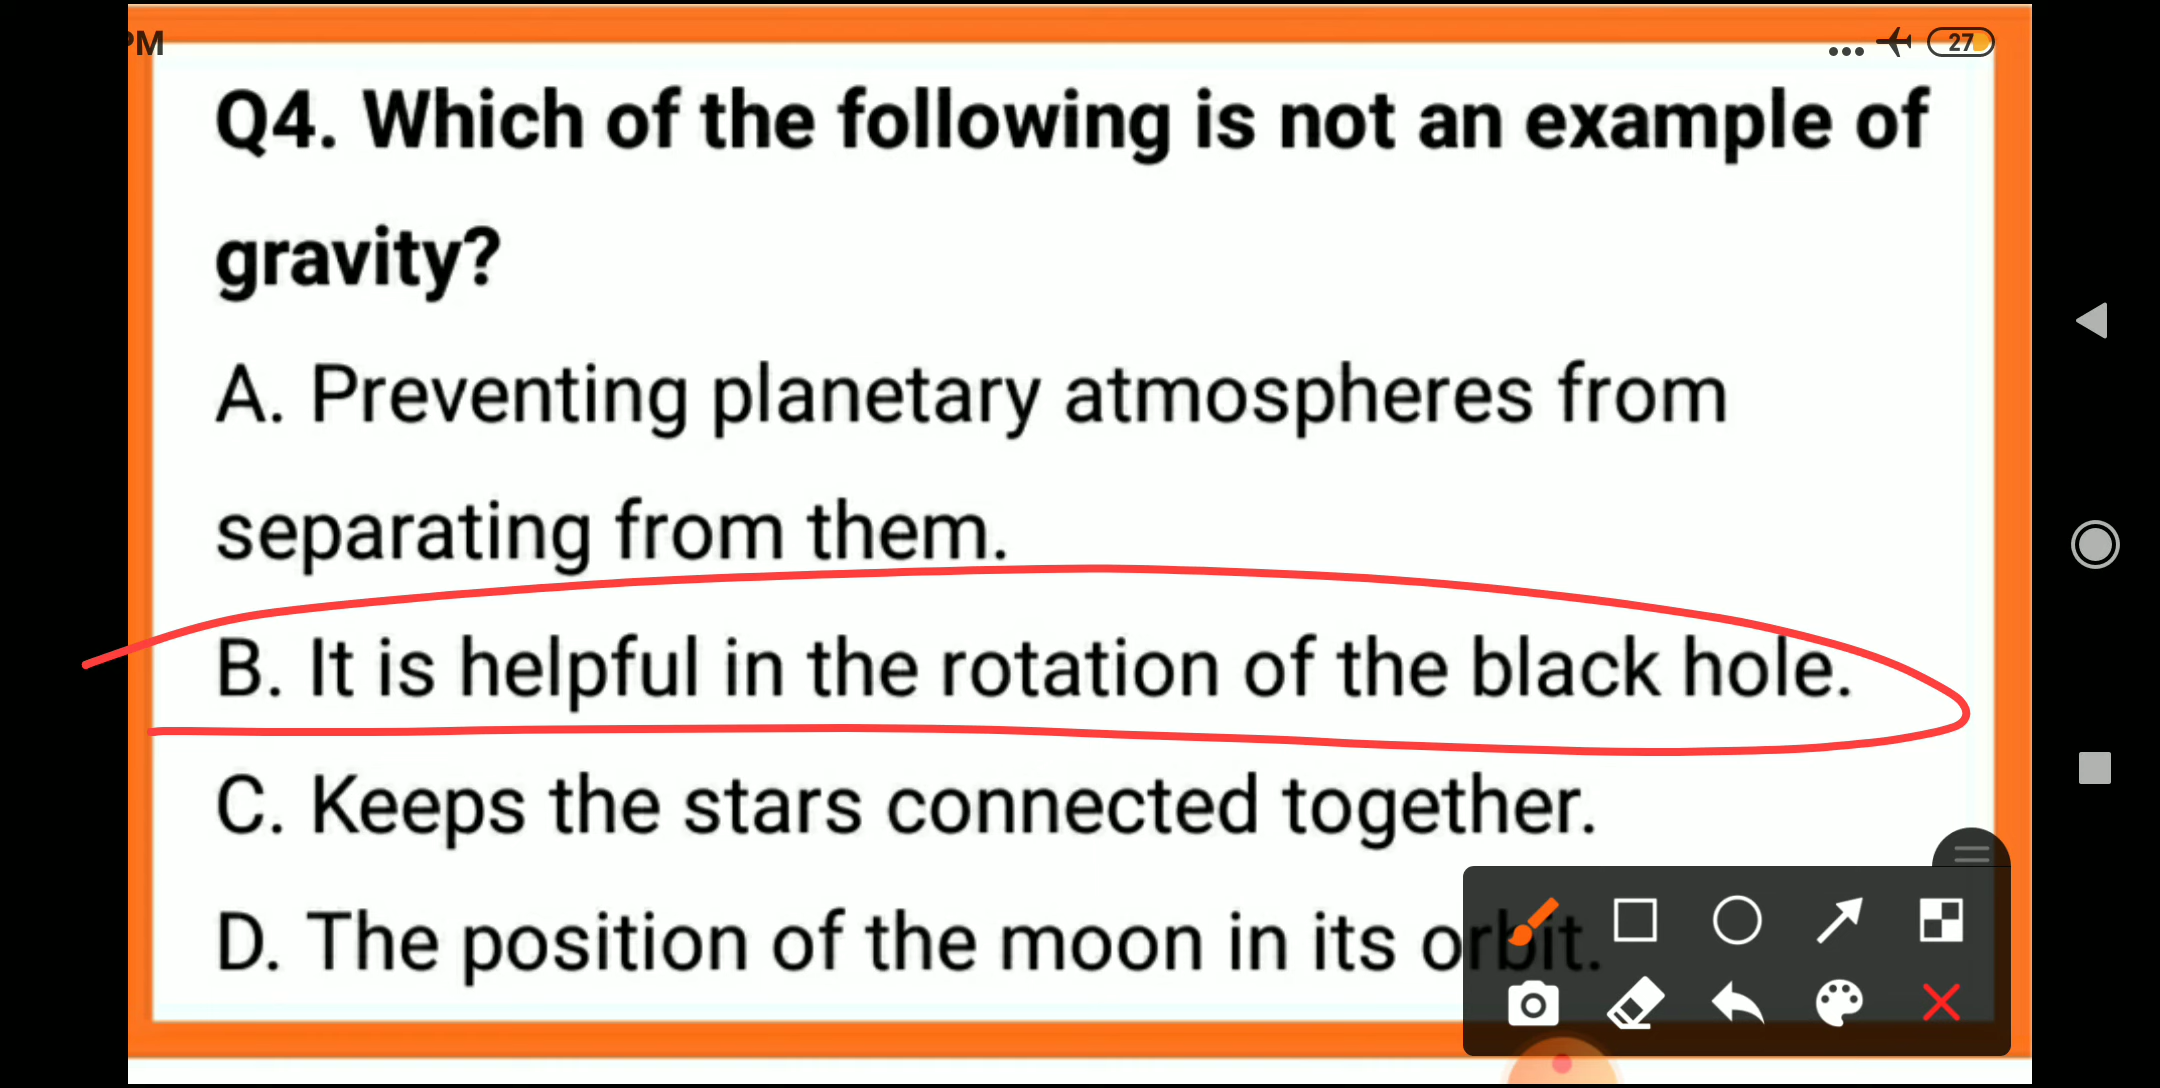 PM
27
Q4. Which of the following is not an example of
gravity?
A. Preventing planetary atmospheres from
separating from them.
B. It is helpful in the rotation of the black hole.
C. Keeps the stars connected together.
D. The position of the moon in its orbit.